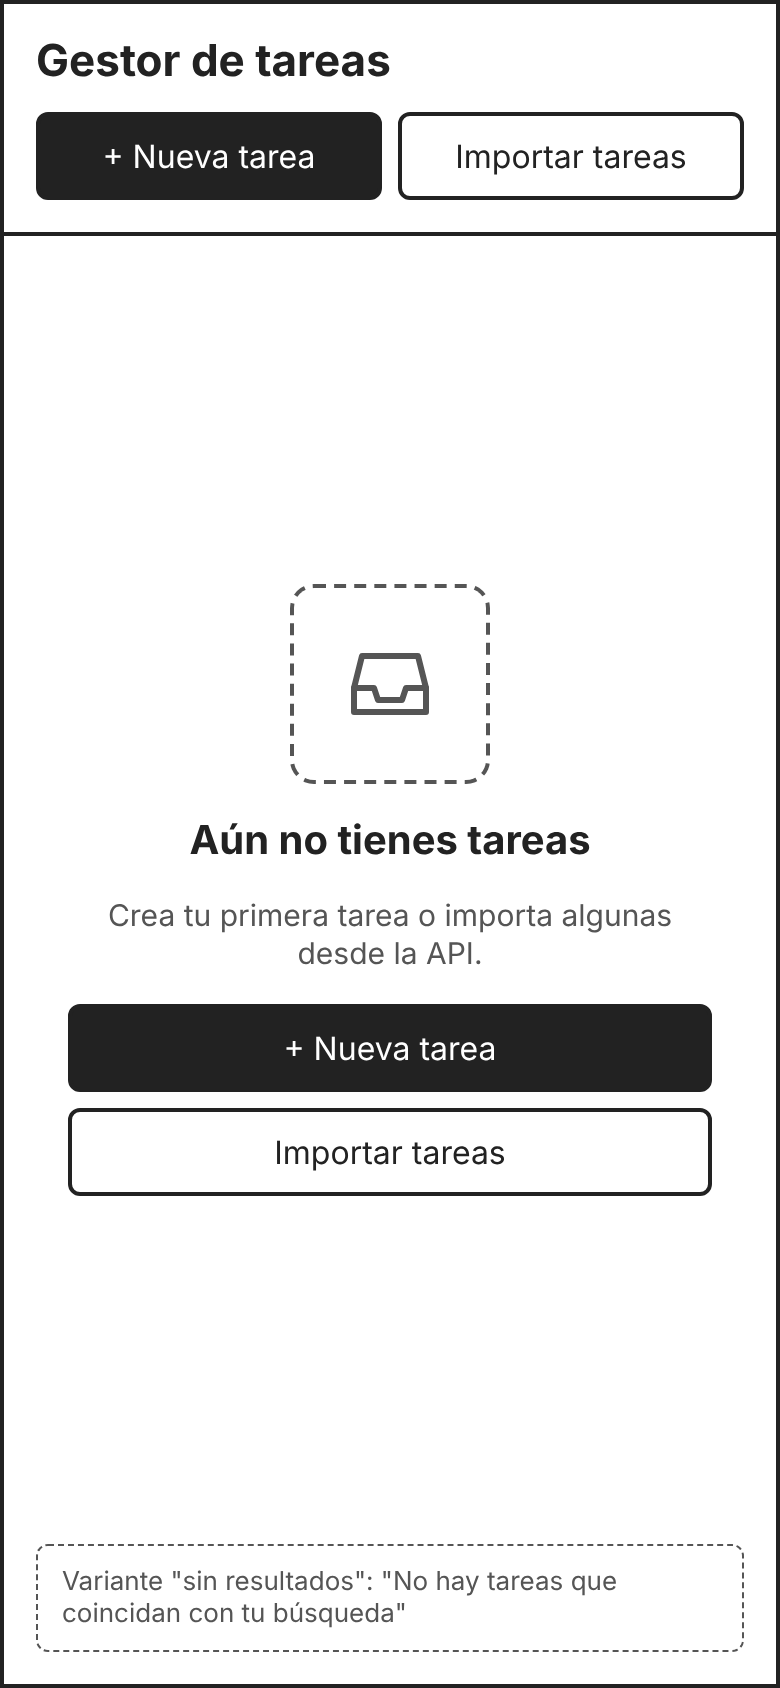 Gestor de tareas
+ Nueva tarea
Importar tareas
Aún no tienes tareas
Crea tu primera tarea o importa algunas
desde la API.
+ Nueva tarea
Importar tareas
Variante "sin resultados": "No hay tareas que
coincidan con tu búsqueda"